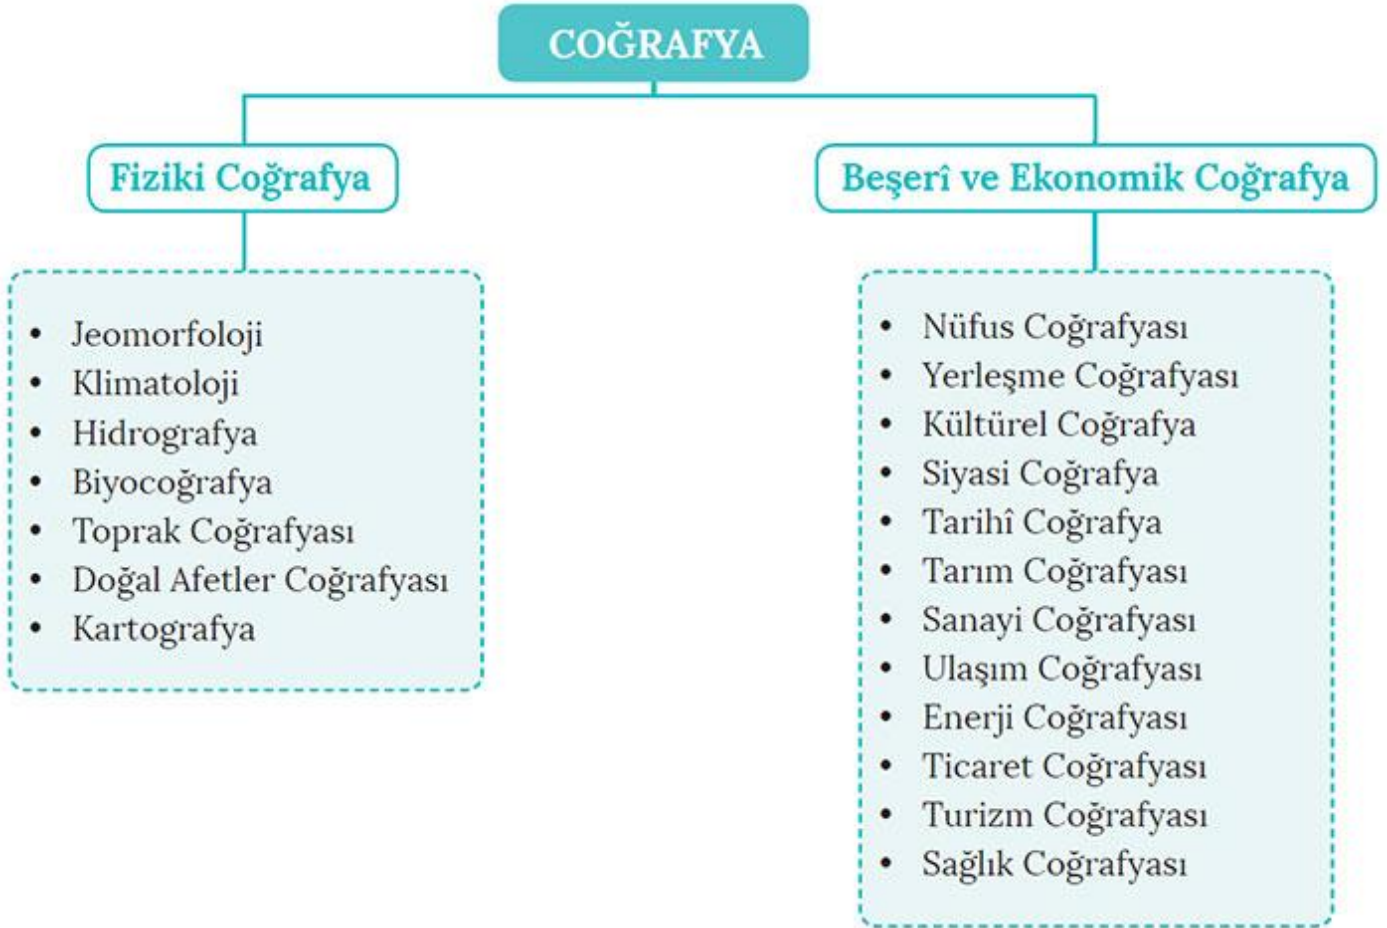 COĞRAFYA
Fiziki Coğrafya
• Jeomorfoloji
• Klimatoloji
• Hidrografya
• Biyocoğrafya
• Toprak Coğrafyası
• Doğal Afetler Coğrafyası
• Kartografya
Beşerî ve Ekonomik Coğrafya
• Nüfus Coğrafyası
• Yerleşme Coğrafyası
• Kültürel Coğrafya
• Siyasi Coğrafya
• Tarihî Coğrafya
• Tarım Coğrafyası
• Sanayi Coğrafyası
• Ulaşım Coğrafyası
• Enerji Coğrafyası
• Ticaret Coğrafyası
• Turizm Coğrafyası
• Sağlık Coğrafyası